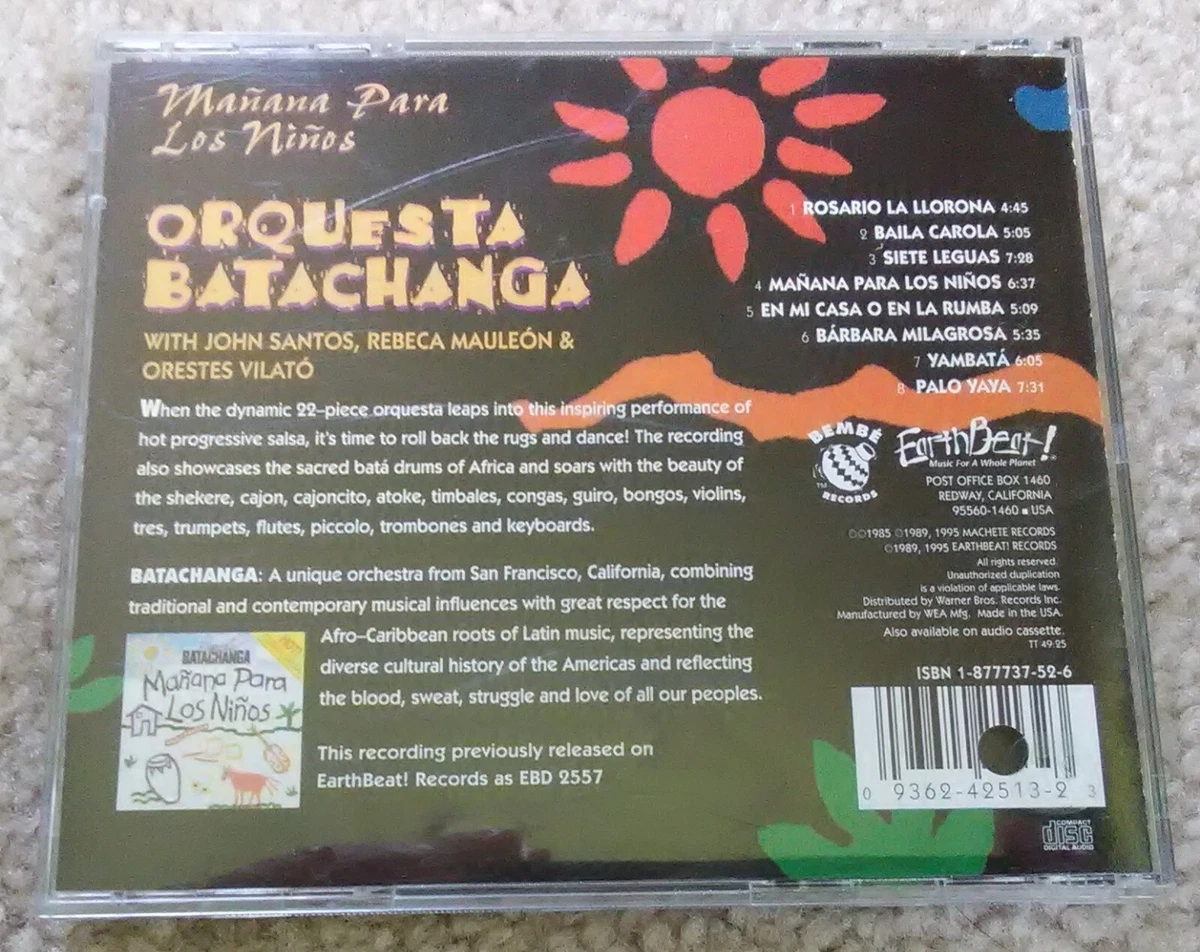 Mañana Para
Los Niños
ORQUESTA
BATACHANGA
WITH JOHN SANTOS, REBECA MAULEÓN &
ORESTES VILATÓ
When the dynamic 22-piece orquesta leaps into this inspiring performance of
hot progressive salsa, it's time to roll back the rugs and dance! The recording
also showcases the sacred batá drums of Africa and soars with the beauty of
the shekere, cajon, cajoncito, atoke, timbales, congas, guiro, bongos, violins,
tres, trumpets, flutes, piccolo, trombones and keyboards.
BATACHANGA: A unique orchestra from San Francisco, California, combining
traditional and contemporary musical influences with great respect for the
Afro-Caribbean roots of Latin music, representing the
diverse cultural history of the Americas and reflecting
the blood, sweat, struggle and love of all our peoples.
This recording previously released on
EarthBeat! Records as EBD 2557
BATACHANGA
Mañana Para
Los Niños
1 ROSARIO LA LLORONA 4:45
2 BAILA CAROLA 5:05
3 SIETE LEGUAS 7:28
4 MAÑANA PARA LOS NIÑOS 6:37
5 EN MI CASA O EN LA RUMBA 5:09
6 BÁRBARA MILAGROSA 5:35
7 YAMBATÁ 6:05
8 PALO YAYA 7:31
BEMBÉ
RECORDS
TM
EarthBeat!®
Music For A Whole Planet
POST OFFICE BOX 1460
REDWAY, CALIFORNIA
95560-1460 ■ USA
℗©1985 ©1989, 1995 MACHETE RECORDS
©1989, 1995 EARTHBEAT! RECORDS
All rights reserved.
Unauthorized duplication
is a violation of applicable laws.
Distributed by Warner Bros. Records Inc.
Manufactured by WEA Mfg. Made in the USA.
Also available on audio cassette.
TT 49:25
ISBN 1-877737-52-6
0 9362-42513-2 3
COMPACT
disc
DIGITAL AUDIO